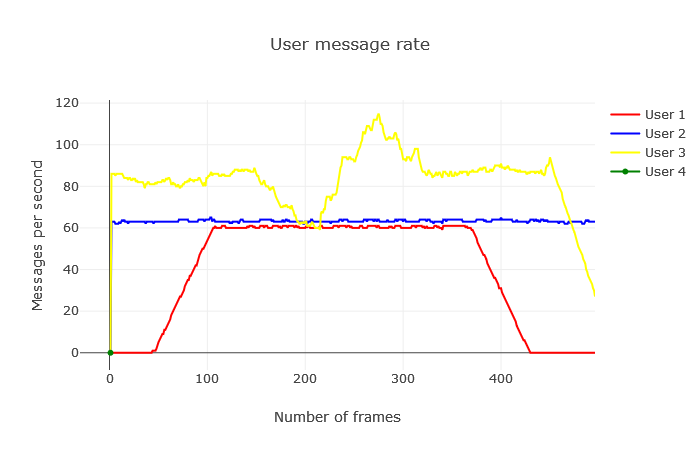 User message rate
120
100
80
60
40
20
0
0 100 200 300 400
Messages per second
Number of frames
User 1
User 2
User 3
User 4